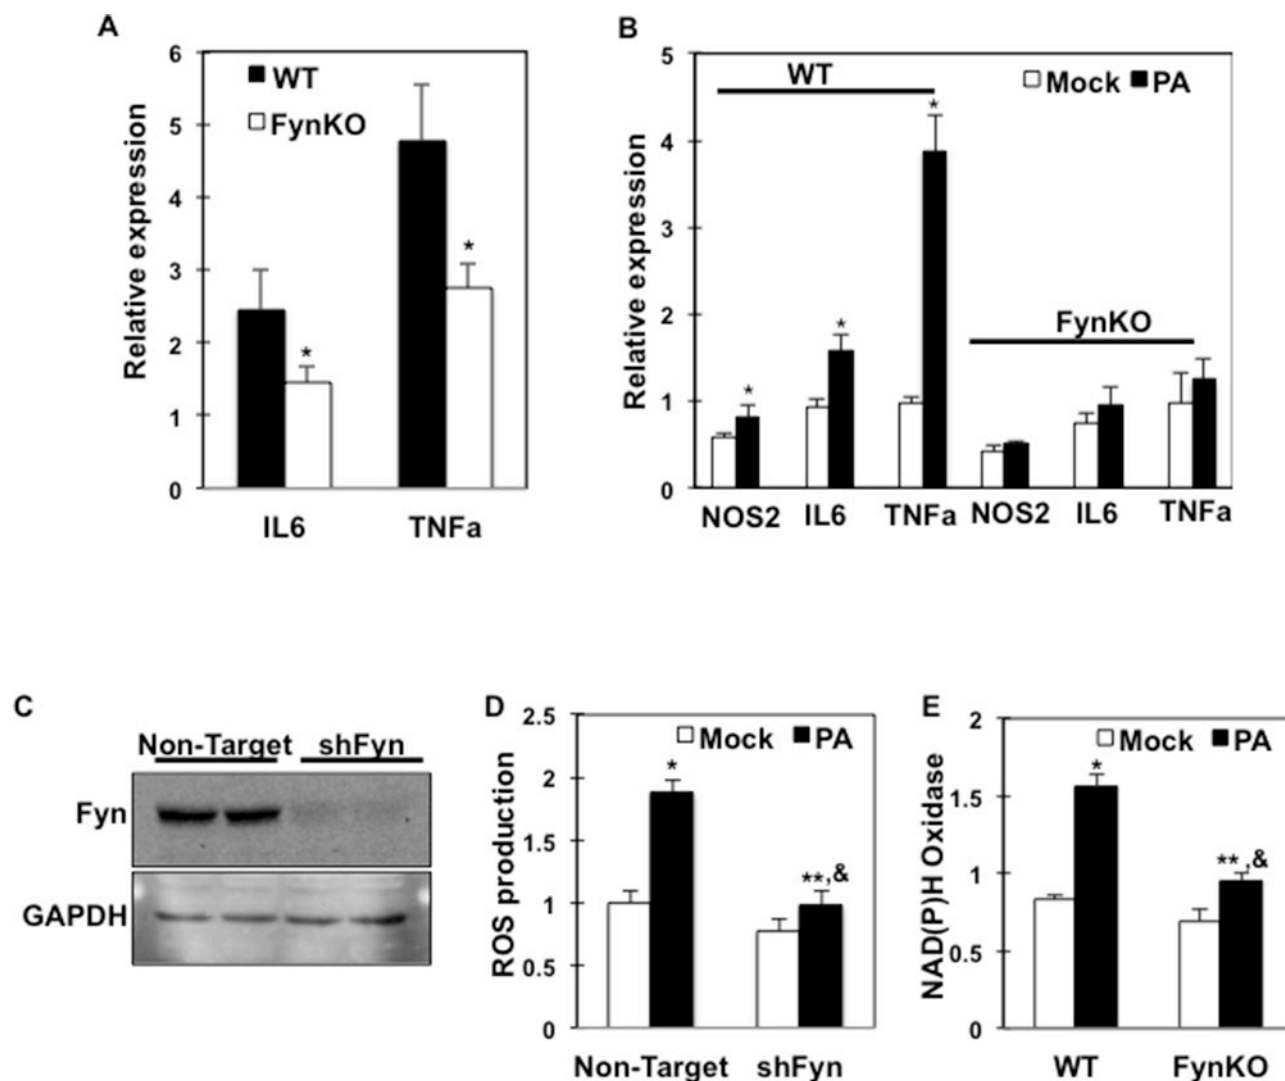 A
Relative expression
6
5
4
3
2
1
0
WT
FynKO
*
*
IL6 TNFa
B
Relative expression
5
4
3
2
1
0
WT
Mock PA
FynKO
*
*
*
NOS2 IL6 TNFa NOS2 IL6 TNFa
C
Non-Target shFyn
Fyn
GAPDH
D
ROS production
2.5
2
1.5
1
0.5
0
Mock PA
*
**,&
Non-Target shFyn
E
NAD(P)H Oxidase
2
1.5
1
0.5
0
Mock PA
*
**,&
WT FynKO